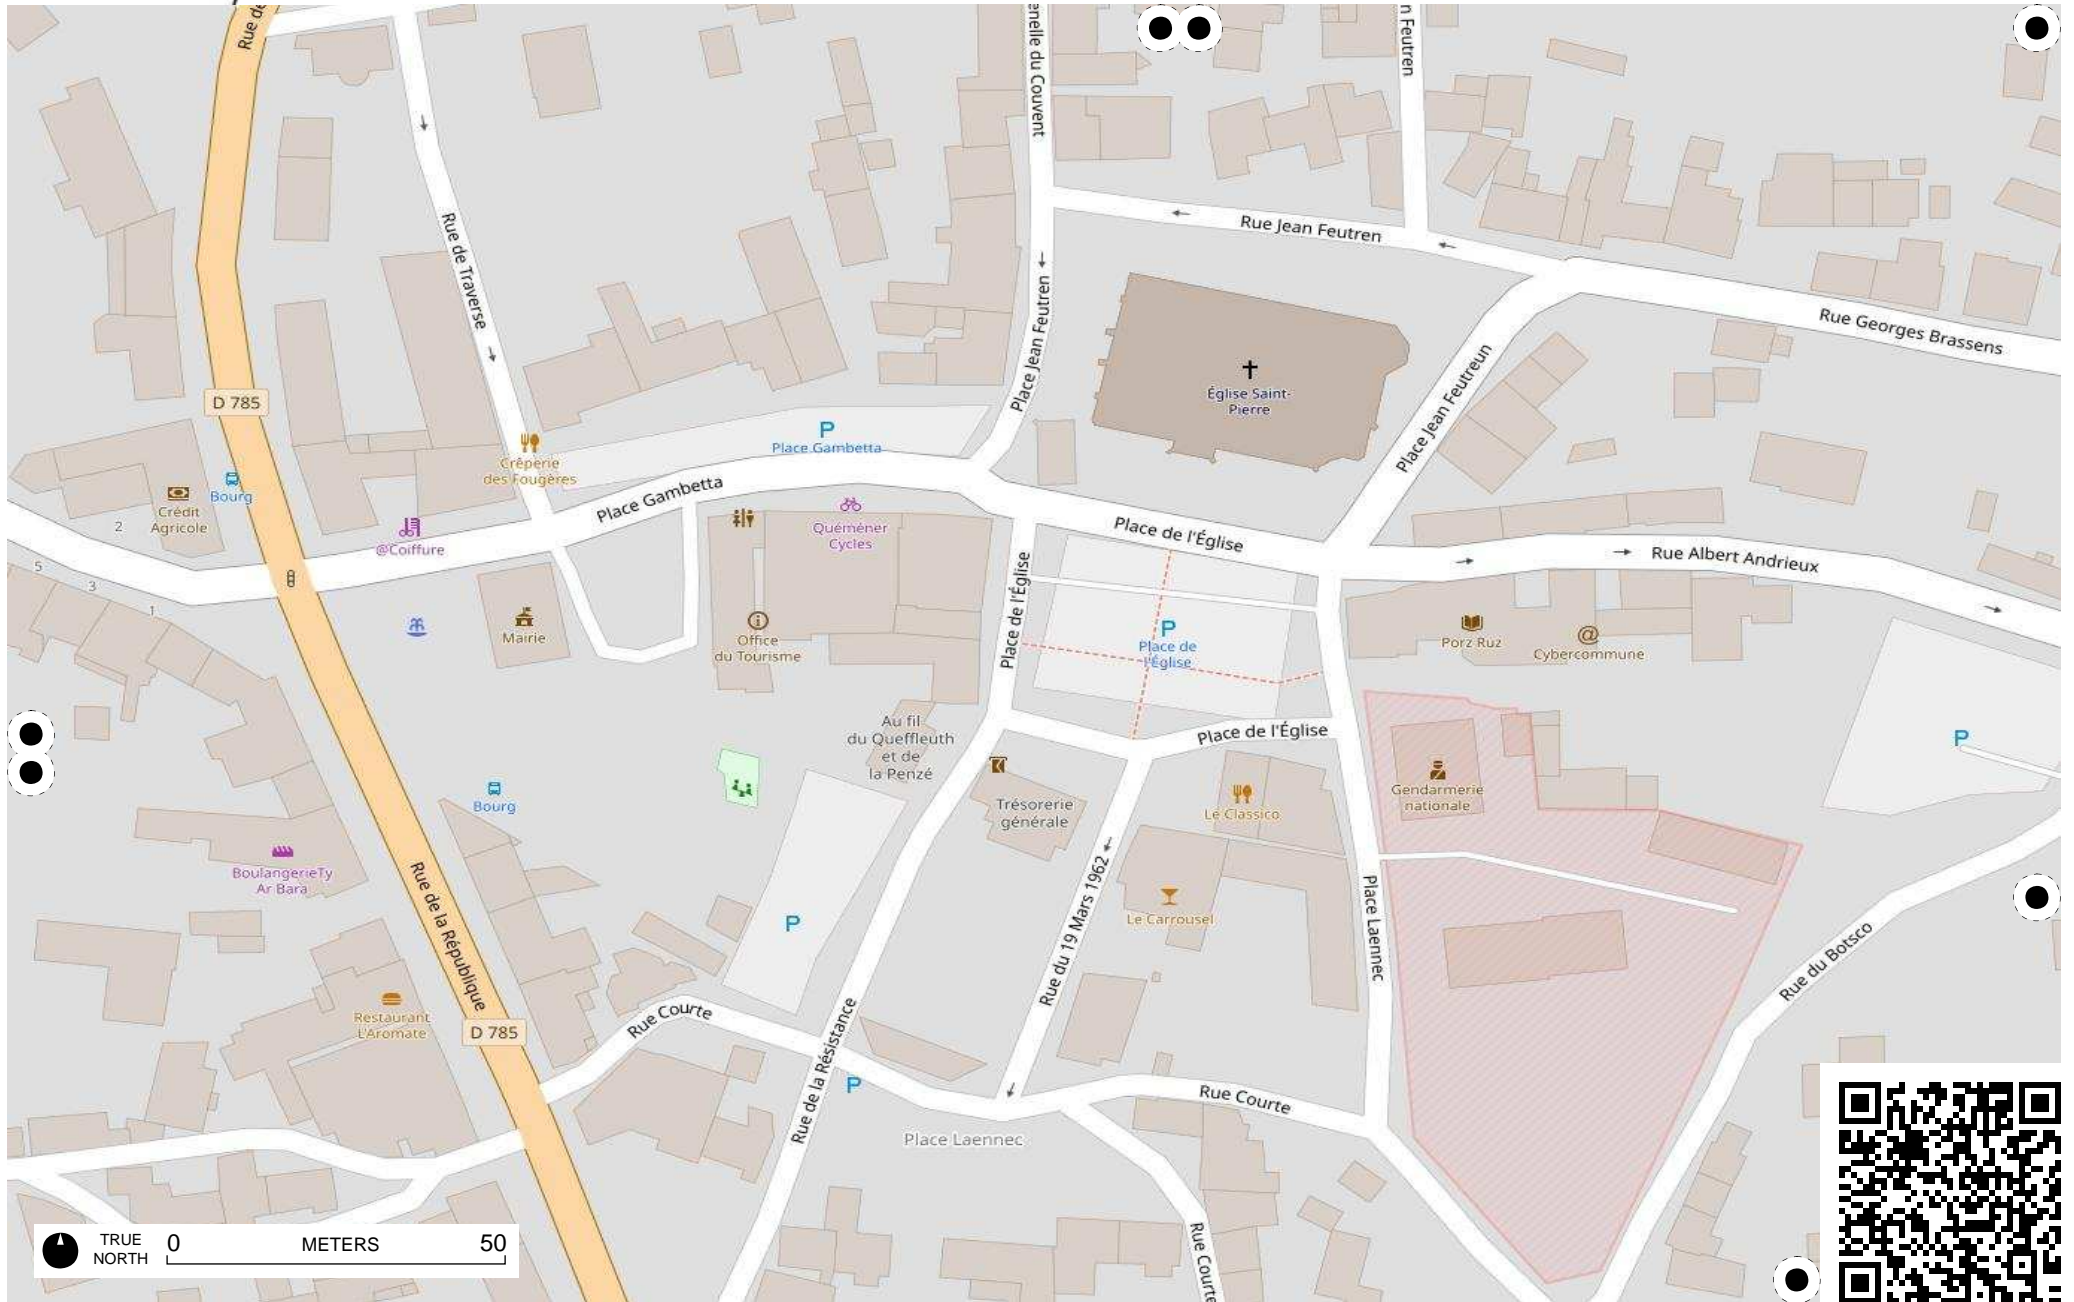 Rue de
enelle du Couvent
n Feutren
Rue Jean Feutren
Rue de Traverse
Place Jean Feutren
Rue Georges Brassens
Église Saint-
Pierre
Place Jean Feutreun
D 785
P
Place Gambetta
Crêperie
des Fougères
Bourg
Place Gambetta
Crédit
Agricole
2
@Coiffure
Quéméner
Cycles
Place de l'Église
Rue Albert Andrieux
5
3
1
Mairie
Office
du Tourisme
Place de l'Église
P
Place de
l'Église
Porz Ruz
@
Cybercommune
Au fil
du Queffleuth
et de
la Penzé
Place de l'Église
P
Gendarmerie
nationale
Bourg
Trésorerie
générale
Le Classico
BoulangerieTy
Ar Bara
Rue de la République
P
Rue du 19 Mars 1962
Le Carrousel
Place Laennec
Rue du Botsco
Restaurant
L'Aromate
D 785
Rue Courte
Rue de la Résistance
P
Rue Courte
Place Laennec
Rue Courte
TRUE
NORTH
0 METERS 50